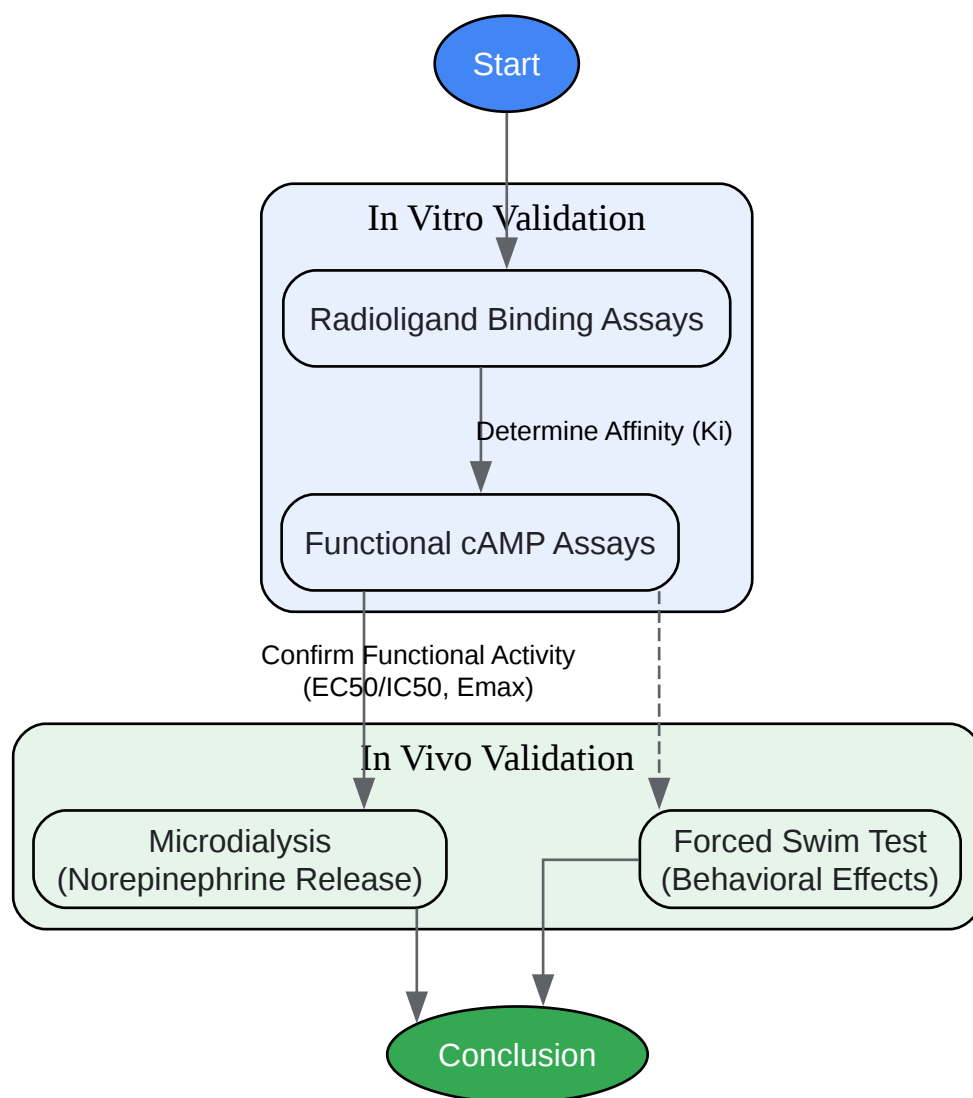 Start
In Vitro Validation
Radioligand Binding Assays
Determine Affinity (Ki)
Functional cAMP Assays
Confirm Functional Activity
(EC50/IC50, Emax)
In Vivo Validation
Microdialysis
(Norepinephrine Release)
Forced Swim Test
(Behavioral Effects)
Conclusion